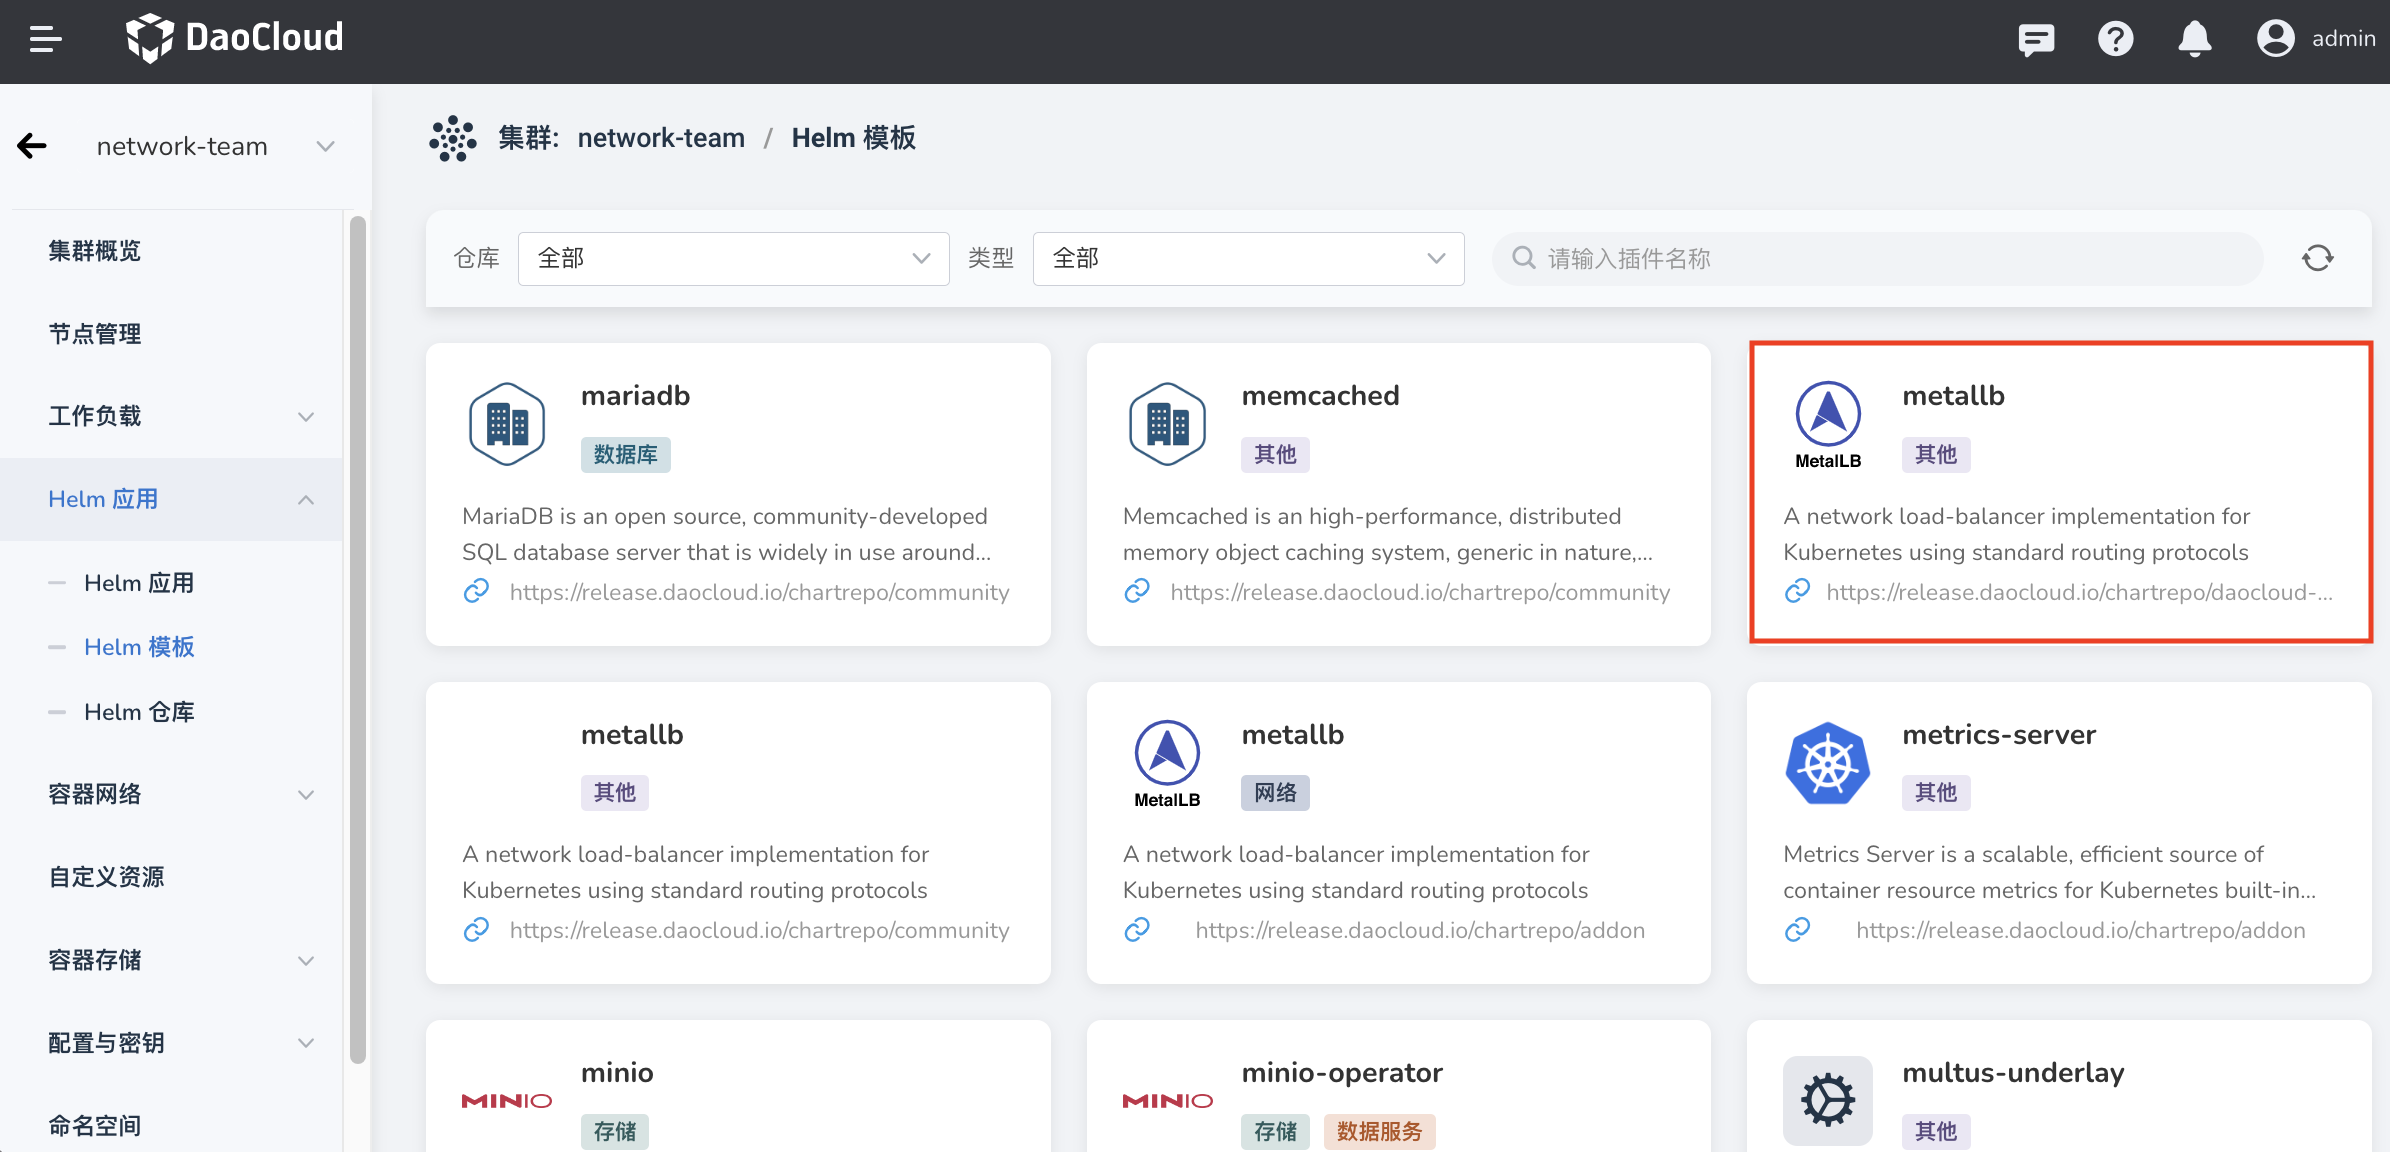 DaoCloud
admin
network-team
集群: network-team / Helm 模板
集群概览
节点管理
工作负载
Helm 应用
Helm 应用
Helm 模板
Helm 仓库
容器网络
自定义资源
容器存储
配置与密钥
命名空间
仓库 全部 类型 全部 请输入插件名称
mariadb
数据库
MariaDB is an open source, community-developed
SQL database server that is widely in use around...
https://release.daocloud.io/chartrepo/community
memcached
其他
Memcached is an high-performance, distributed
memory object caching system, generic in nature,...
https://release.daocloud.io/chartrepo/community
MetalLB
metallb
其他
A network load-balancer implementation for
Kubernetes using standard routing protocols
https://release.daocloud.io/chartrepo/daocloud-...
metallb
其他
A network load-balancer implementation for
Kubernetes using standard routing protocols
https://release.daocloud.io/chartrepo/community
MetalLB
metallb
网络
A network load-balancer implementation for
Kubernetes using standard routing protocols
https://release.daocloud.io/chartrepo/addon
metrics-server
其他
Metrics Server is a scalable, efficient source of
container resource metrics for Kubernetes built-in...
https://release.daocloud.io/chartrepo/addon
MINIO
minio
存储
MINIO
minio-operator
存储 数据服务
multus-underlay
其他